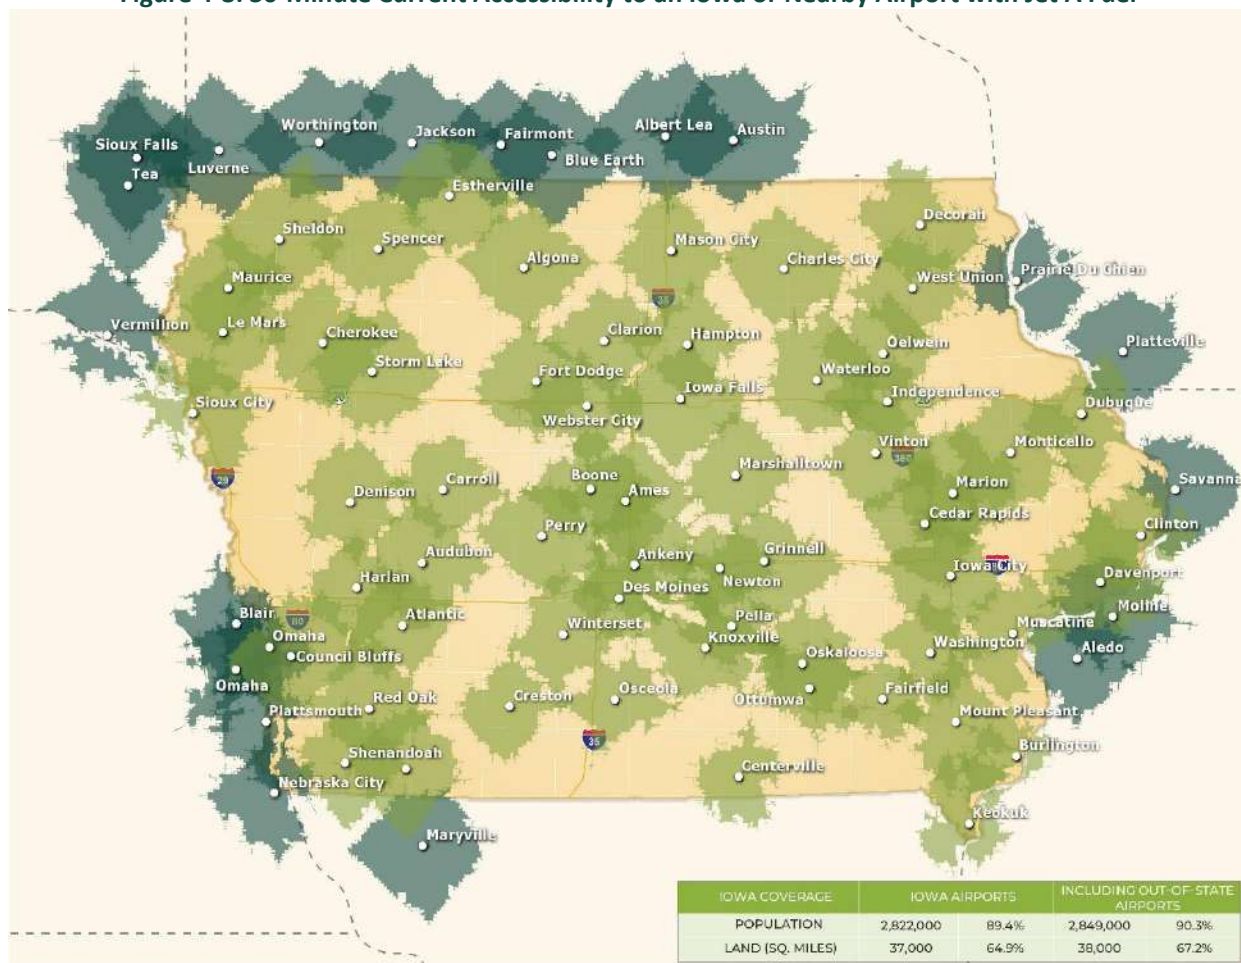 Worthington
Jackson
Fairmont
Albert Lea
Austin
Sioux Falls
Luverne
Blue Earth
Tea
Estherville
Sheldon
Spencer
Decorah
Mason City
Algona
Charles City
Maurice
West Union
Prairie Du Chien
35
Vermillion
Le Mars
Cherokee
Clarion
Hampton
Oelwein
Platteville
Storm Lake
Fort Dodge
Waterloo
Iowa Falls
Independence
Sioux City
Webster City
Dubuque
Vinton
380
Monticello
29
Carroll
Boone
Marshalltown
Denison
Ames
Marion
Savanna
Perry
Cedar Rapids
Clinton
Audubon
Ankeny
Grinnell
Harlan
Newton
Iowa City
Davenport
Des Moines
Blair
80
Atlantic
Omaha
Winterset
Pella
Knoxville
Muscatine
Moline
Washington
Council Bluffs
Oskaloosa
Aledo
Omaha
Red Oak
Creston
Osceola
Ottumwa
Fairfield
Plattsmouth
Mount Pleasant
35
Shenandoah
Centerville
Burlington
Nebraska City
Keokuk
Maryville
IOWA COVERAGE IOWA AIRPORTS INCLUDING OUT-OF-STATE AIRPORTS
POPULATION 2,822,000 89.4% 2,849,000 90.3%
LAND (SQ. MILES) 37,000 64.9% 38,000 67.2%